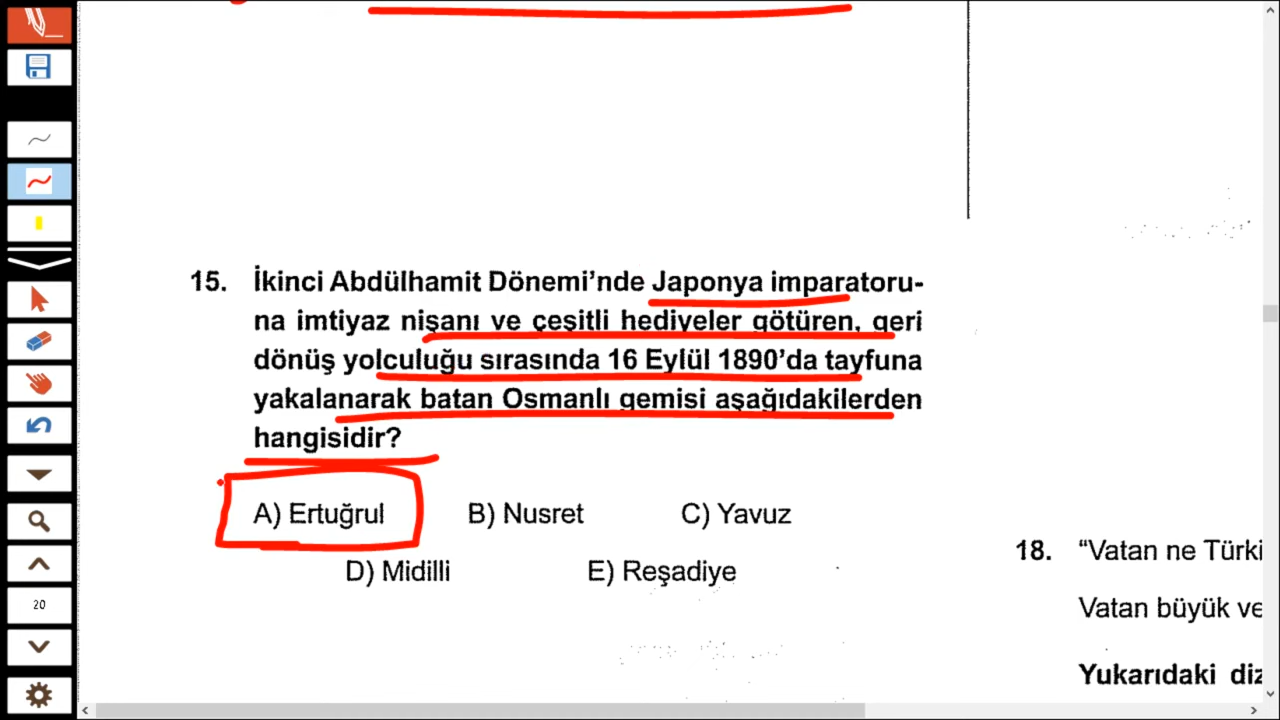 15. İkinci Abdülhamit Dönemi’nde Japonya imparatoru-
na imtiyaz nişanı ve çeşitli hediyeler götüren, geri
dönüş yolculuğu sırasında 16 Eylül 1890’da tayfuna
yakalanarak batan Osmanlı gemisi aşağıdakilerden
hangisidir?
A) Ertuğrul B) Nusret C) Yavuz
D) Midilli E) Reşadiye
18. “Vatan ne Türki
Vatan büyük ve
Yukarıdaki diz
20